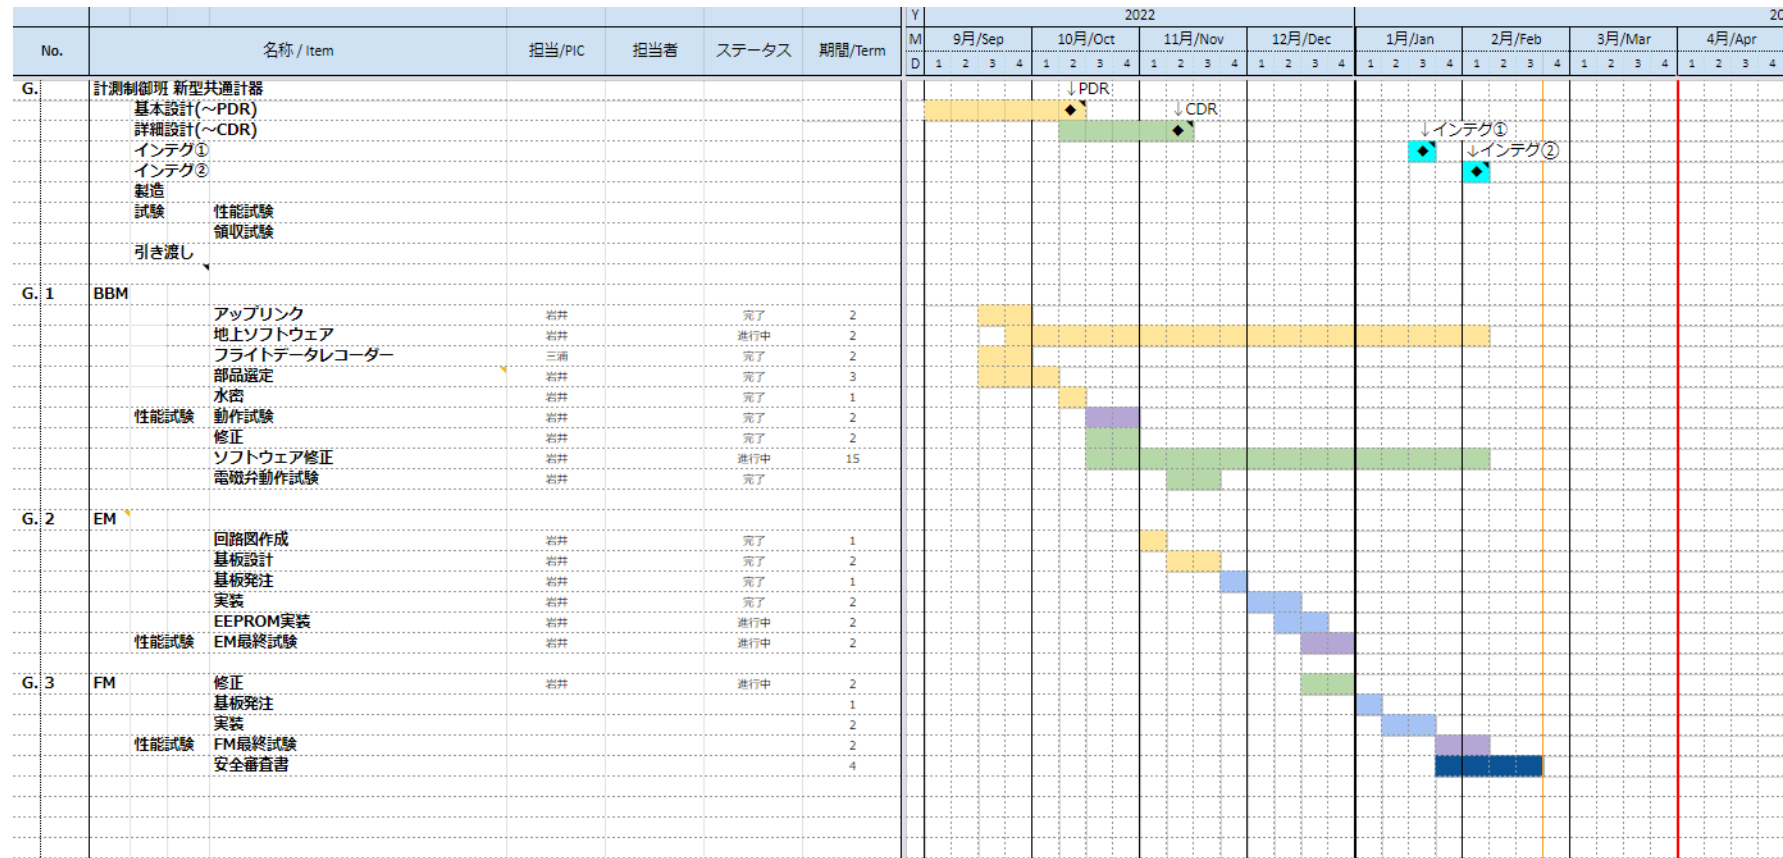 Y 2022 20
No. 名称 / Item 担当/PIC 担当者 ステータス 期間/Term M 9月/Sep 10月/Oct 11月/Nov 12月/Dec 1月/Jan 2月/Feb 3月/Mar 4月/Apr
D 1 2 3 4 1 2 3 4 1 2 3 4 1 2 3 4 1 2 3 4 1 2 3 4 1 2 3 4 1 2 3 4
G. 計測制御班 新型共通計器 ↓PDR
基本設計(～PDR) ↓CDR
詳細設計(～CDR) ↓インテグ①
インテグ① ↓インテグ②
インテグ②
製造
試験 性能試験
領収試験
引き渡し
G. 1 BBM
アップリンク 岩井 完了 2
地上ソフトウェア 岩井 進行中 2
フライトデータレコーダー 三浦 完了 2
部品選定 岩井 完了 3
水密 岩井 完了 1
性能試験 動作試験 岩井 完了 2
修正 岩井 完了 2
ソフトウェア修正 岩井 進行中 15
電磁弁動作試験 岩井 完了
G. 2 EM
回路図作成 岩井 完了 1
基板設計 岩井 完了 2
基板発注 岩井 完了 1
実装 岩井 完了 2
EEPROM実装 岩井 進行中 2
性能試験 EM最終試験 岩井 進行中 2
G. 3 FM 修正 岩井 進行中 2
基板発注 1
実装 2
性能試験 FM最終試験 2
安全審査書 4